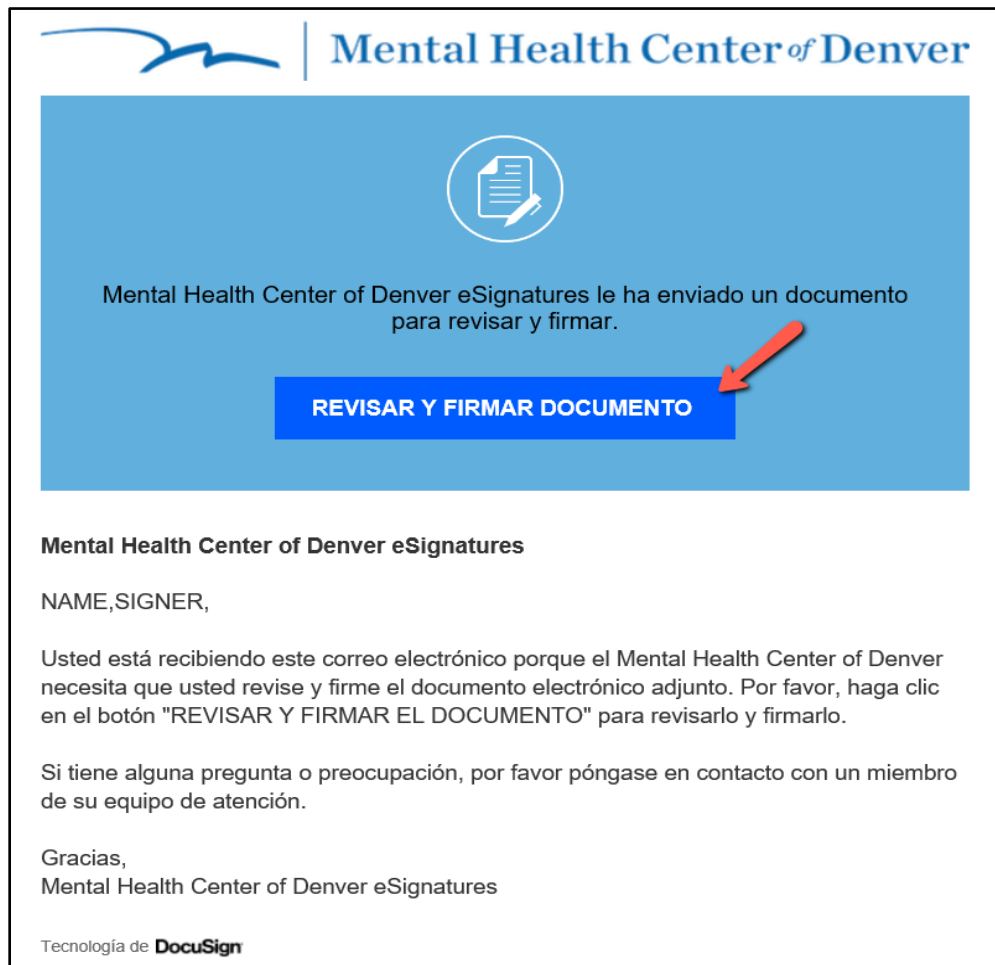 Mental Health Center of Denver
Mental Health Center of Denver eSignatures le ha enviado un documento
para revisar y firmar.
REVISAR Y FIRMAR DOCUMENTO
Mental Health Center of Denver eSignatures
NAME,SIGNER,
Usted está recibiendo este correo electrónico porque el Mental Health Center of Denver
necesita que usted revise y firme el documento electrónico adjunto. Por favor, haga clic
en el botón "REVISAR Y FIRMAR EL DOCUMENTO" para revisarlo y firmarlo.
Si tiene alguna pregunta o preocupación, por favor póngase en contacto con un miembro
de su equipo de atención.
Gracias,
Mental Health Center of Denver eSignatures
Tecnología de DocuSign